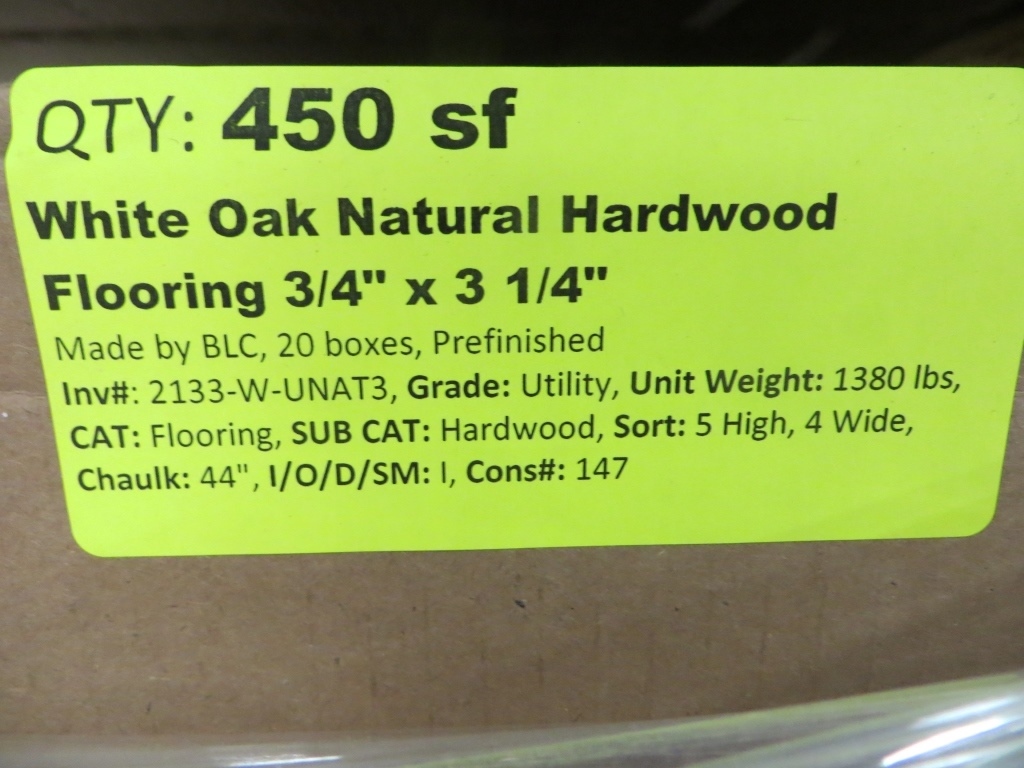 QTY: 450 sf
White Oak Natural Hardwood
Flooring 3/4" x 3 1/4"
Made by BLC, 20 boxes, Prefinished
Inv#: 2133-W-UNAT3, Grade: Utility, Unit Weight: 1380 lbs,
CAT: Flooring, SUB CAT: Hardwood, Sort: 5 High, 4 Wide,
Chaulk: 44", I/O/D/SM: I, Cons#: 147